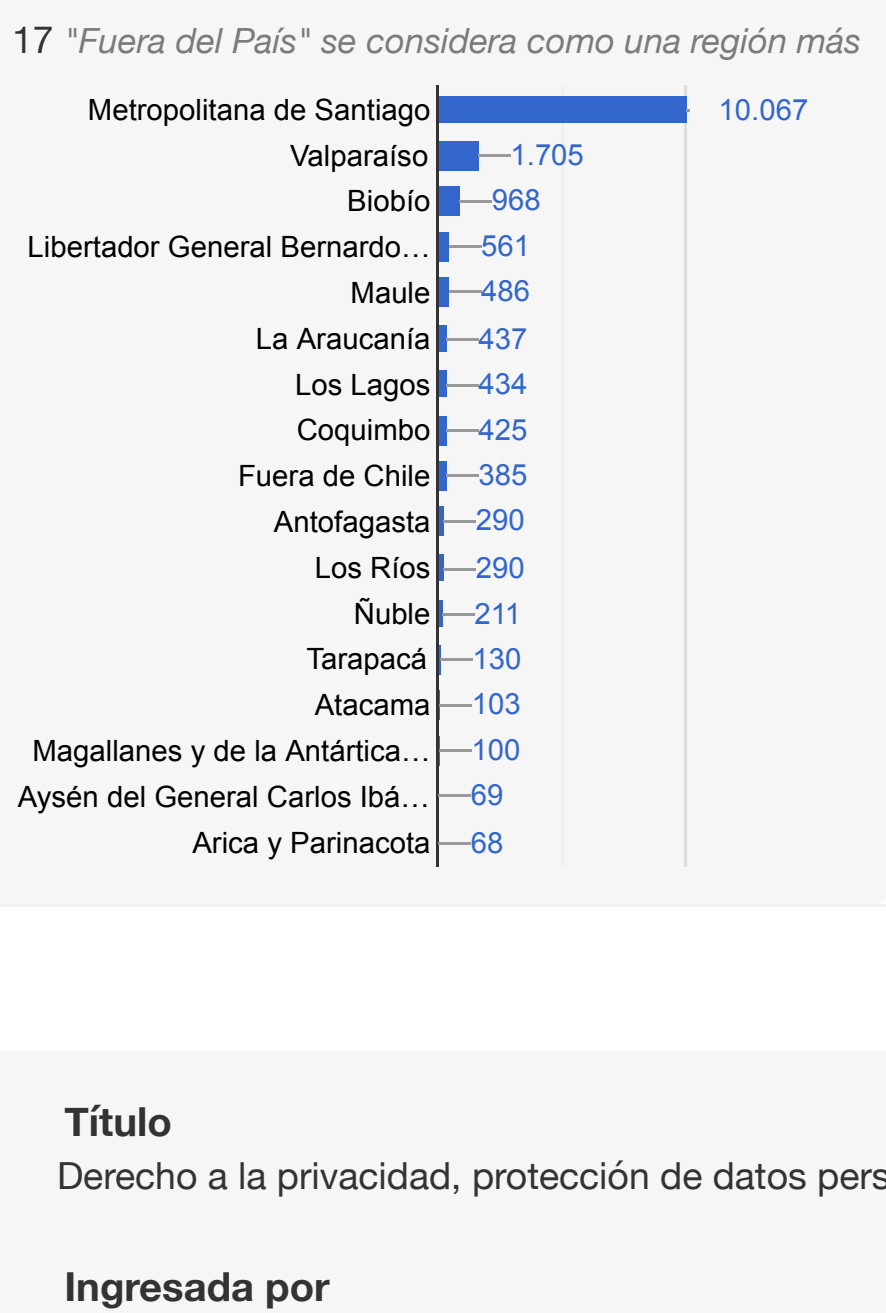 17 "Fuera del País" se considera como una región más
Metropolitana de Santiago 10.067
Valparaíso 1.705
Biobío 968
Libertador General Bernardo… 561
Maule 486
La Araucanía 437
Los Lagos 434
Coquimbo 425
Fuera de Chile 385
Antofagasta 290
Los Ríos 290
Ñuble 211
Tarapacá 130
Atacama 103
Magallanes y de la Antártica… 100
Aysén del General Carlos Ibá… 69
Arica y Parinacota 68
Título
Derecho a la privacidad, protección de datos pers
Ingresada por